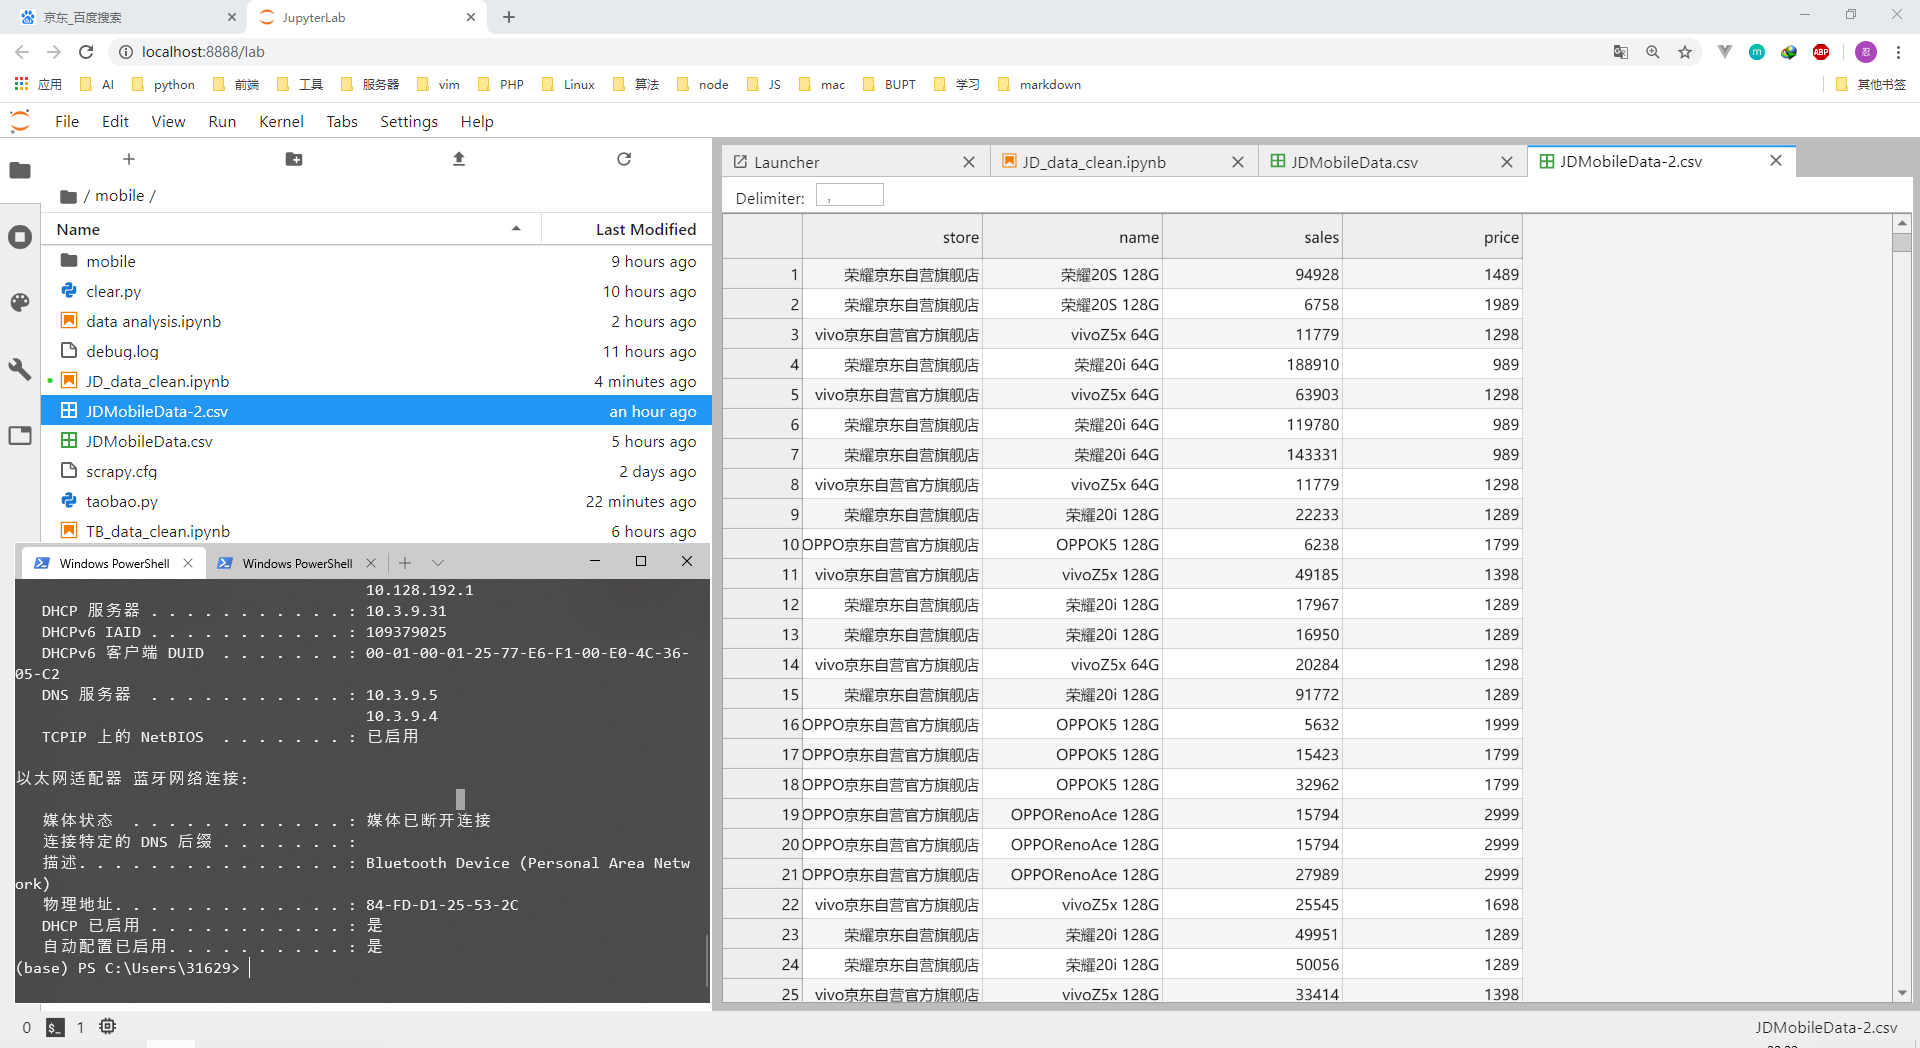 京东_百度搜索
JupyterLab
localhost:8888/lab
ABP
忍
应用 AI python 前端 工具 服务器 vim PHP Linux 算法 node JS mac BUPT 学习 markdown 其他书签
File Edit View Run Kernel Tabs Settings Help
/ mobile /
Name Last Modified
mobile 9 hours ago
clear.py 10 hours ago
data analysis.ipynb 2 hours ago
debug.log 11 hours ago
JD_data_clean.ipynb 4 minutes ago
JDMobileData-2.csv an hour ago
JDMobileData.csv 5 hours ago
scrapy.cfg 2 days ago
taobao.py 22 minutes ago
TB_data_clean.ipynb 6 hours ago
Windows PowerShell Windows PowerShell
10.128.192.1
DHCP 服务器 . . . . . . . . . . . : 10.3.9.31
DHCPv6 IAID . . . . . . . . . . . : 109379025
DHCPv6 客户端 DUID . . . . . . . : 00-01-00-01-25-77-E6-F1-00-E0-4C-36-
05-C2
DNS 服务器 . . . . . . . . . . . : 10.3.9.5
10.3.9.4
TCPIP 上的 NetBIOS . . . . . . . : 已启用
以太网适配器 蓝牙网络连接:
媒体状态 . . . . . . . . . . . . : 媒体已断开连接
连接特定的 DNS 后缀 . . . . . . . :
描述. . . . . . . . . . . . . . . : Bluetooth Device (Personal Area Netw
ork)
物理地址. . . . . . . . . . . . . : 84-FD-D1-25-53-2C
DHCP 已启用 . . . . . . . . . . . : 是
自动配置已启用. . . . . . . . . . : 是
(base) PS C:\Users\31629>
Launcher JD_data_clean.ipynb JDMobileData.csv JDMobileData-2.csv
Delimiter: ,
store name sales price
1 荣耀京东自营旗舰店 荣耀20S 128G 94928 1489
2 荣耀京东自营旗舰店 荣耀20S 128G 6758 1989
3 vivo京东自营官方旗舰店 vivoZ5x 64G 11779 1298
4 荣耀京东自营旗舰店 荣耀20i 64G 188910 989
5 vivo京东自营官方旗舰店 vivoZ5x 64G 63903 1298
6 荣耀京东自营旗舰店 荣耀20i 64G 119780 989
7 荣耀京东自营旗舰店 荣耀20i 64G 143331 989
8 vivo京东自营官方旗舰店 vivoZ5x 64G 11779 1298
9 荣耀京东自营旗舰店 荣耀20i 128G 22233 1289
10 OPPO京东自营官方旗舰店 OPPOK5 128G 6238 1799
11 vivo京东自营官方旗舰店 vivoZ5x 128G 49185 1398
12 荣耀京东自营旗舰店 荣耀20i 128G 17967 1289
13 荣耀京东自营旗舰店 荣耀20i 128G 16950 1289
14 vivo京东自营官方旗舰店 vivoZ5x 64G 20284 1298
15 荣耀京东自营旗舰店 荣耀20i 128G 91772 1289
16 OPPO京东自营官方旗舰店 OPPOK5 128G 5632 1999
17 OPPO京东自营官方旗舰店 OPPOK5 128G 15423 1799
18 OPPO京东自营官方旗舰店 OPPOK5 128G 32962 1799
19 OPPO京东自营官方旗舰店 OPPORenoAce 128G 15794 2999
20 OPPO京东自营官方旗舰店 OPPORenoAce 128G 15794 2999
21 OPPO京东自营官方旗舰店 OPPORenoAce 128G 27989 2999
22 vivo京东自营官方旗舰店 vivoZ5x 128G 25545 1698
23 荣耀京东自营旗舰店 荣耀20i 128G 49951 1289
24 荣耀京东自营旗舰店 荣耀20i 128G 50056 1289
25 vivo京东自营官方旗舰店 vivoZ5x 128G 33414 1398
0 $_ 1 JDMobileData-2.csv